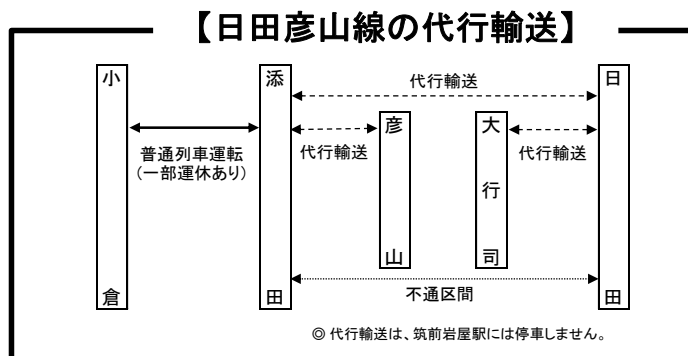 【日田彦山線の代行輸送】
小倉
添田
日田
代行輸送
彦山
大行司
普通列車運転
(一部運休あり)
代行輸送
代行輸送
不通区間
◎ 代行輸送は、筑前岩屋駅には停車しません。